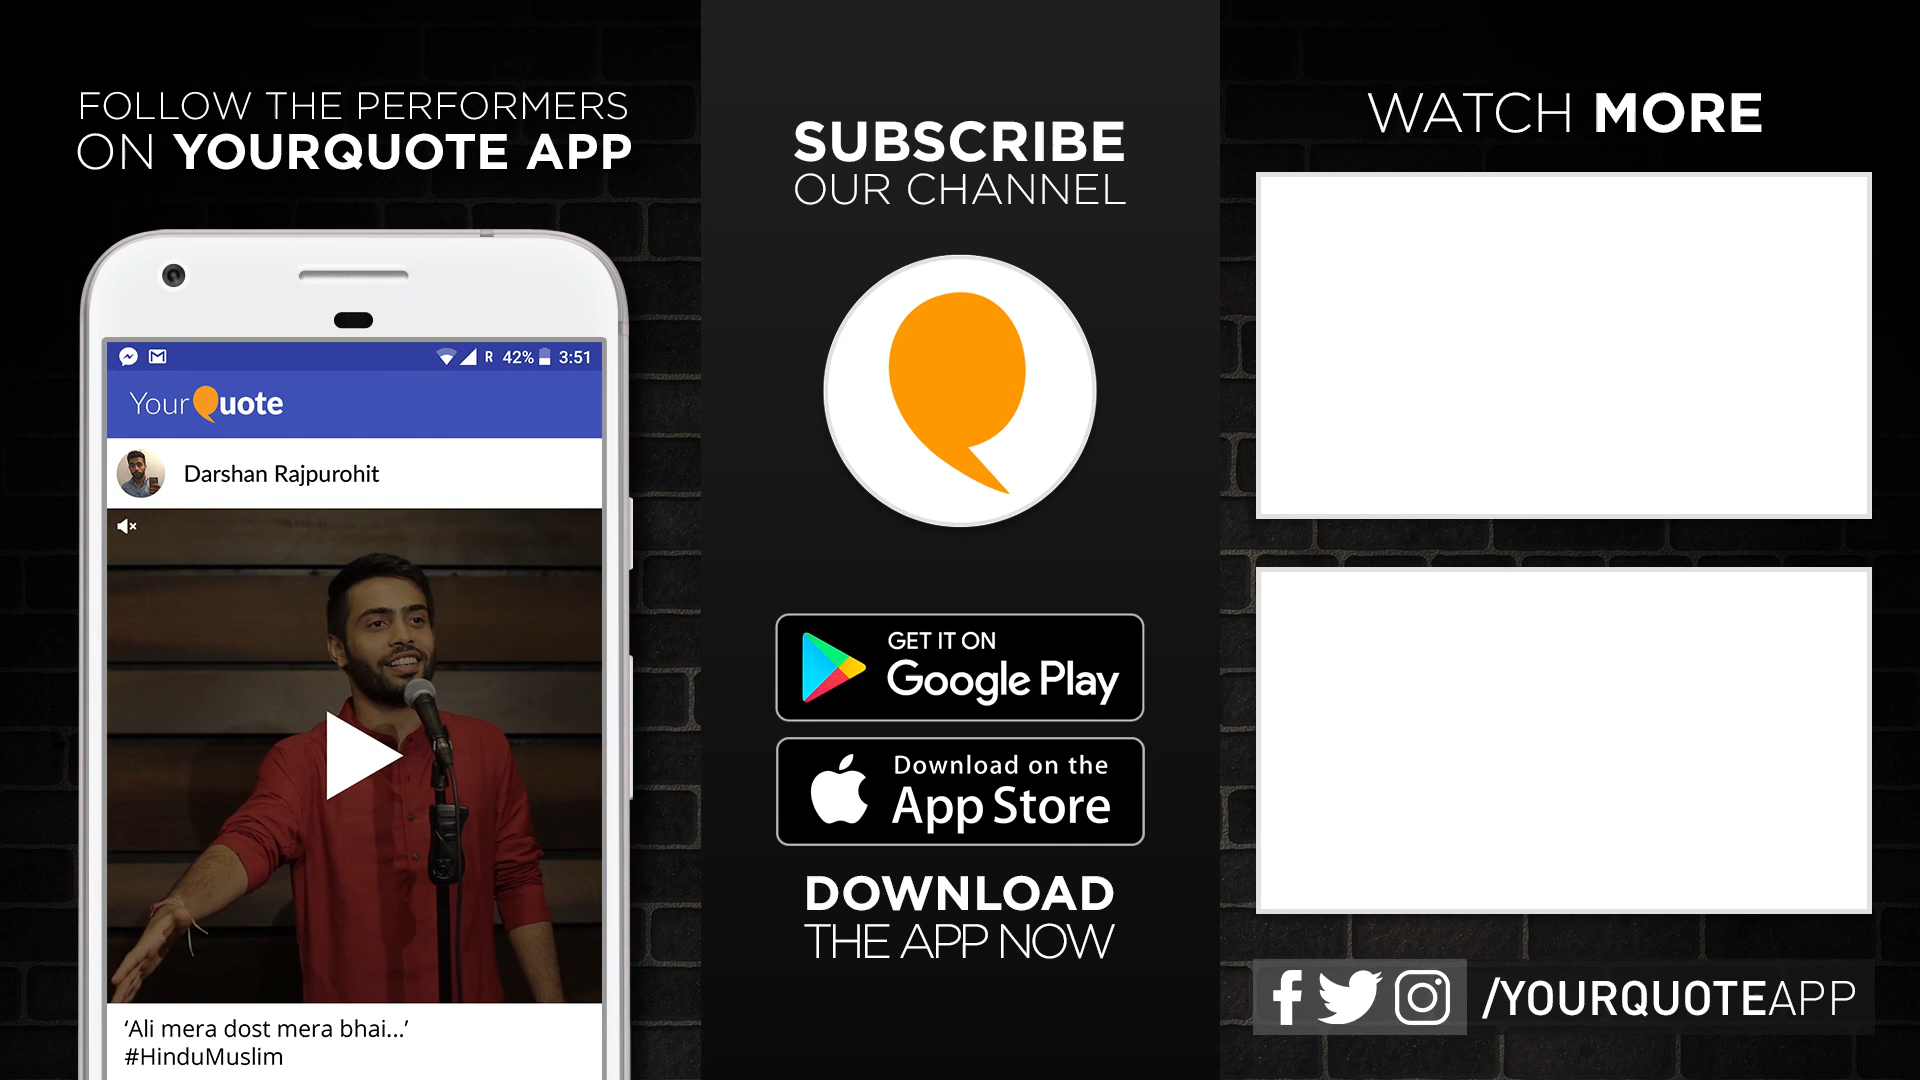 FOLLOW THE PERFORMERS
ON YOURQUOTE APP
R 42% 3:51
YourQuote
Darshan Rajpurohit
‘Ali mera dost mera bhai...’
#HinduMuslim
SUBSCRIBE
OUR CHANNEL
GET IT ON
Google Play
Download on the
App Store
DOWNLOAD
THE APP NOW
WATCH MORE
/YOURQUOTEAPP